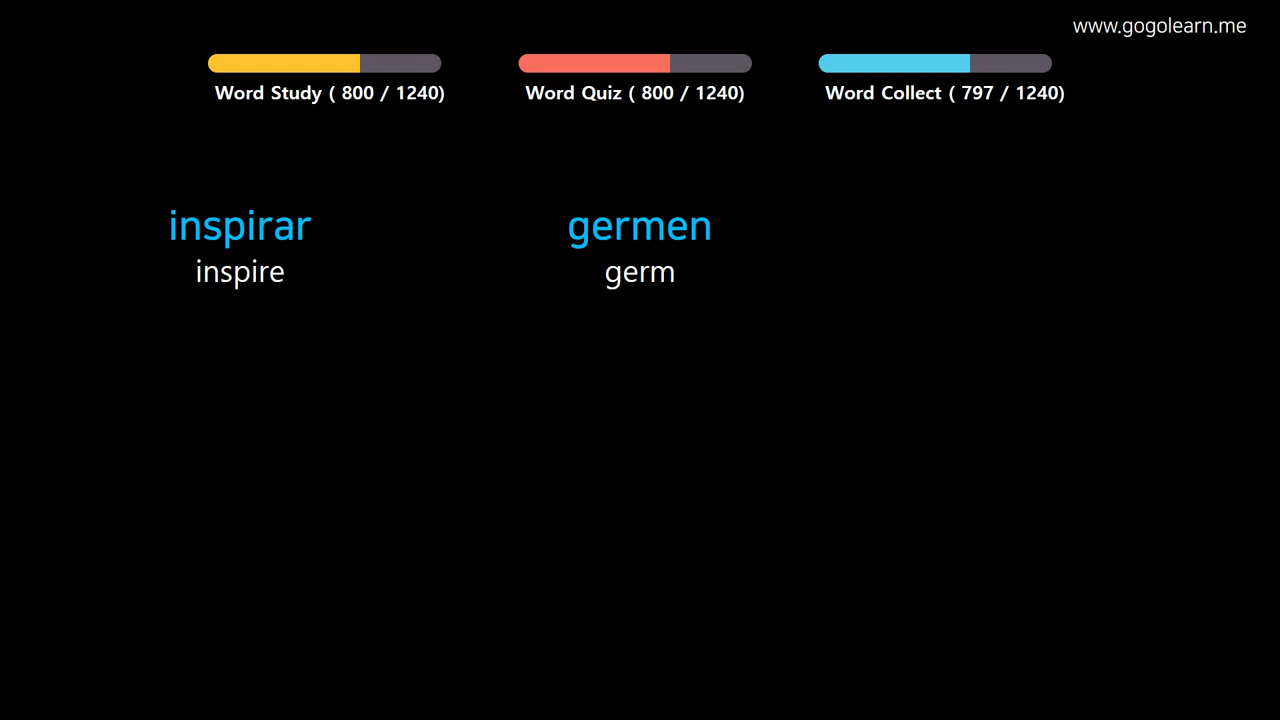 www.gogolearn.me
Word Study ( 800 / 1240)
Word Quiz ( 800 / 1240)
Word Collect ( 797 / 1240)
inspirar
inspire
germen
germ